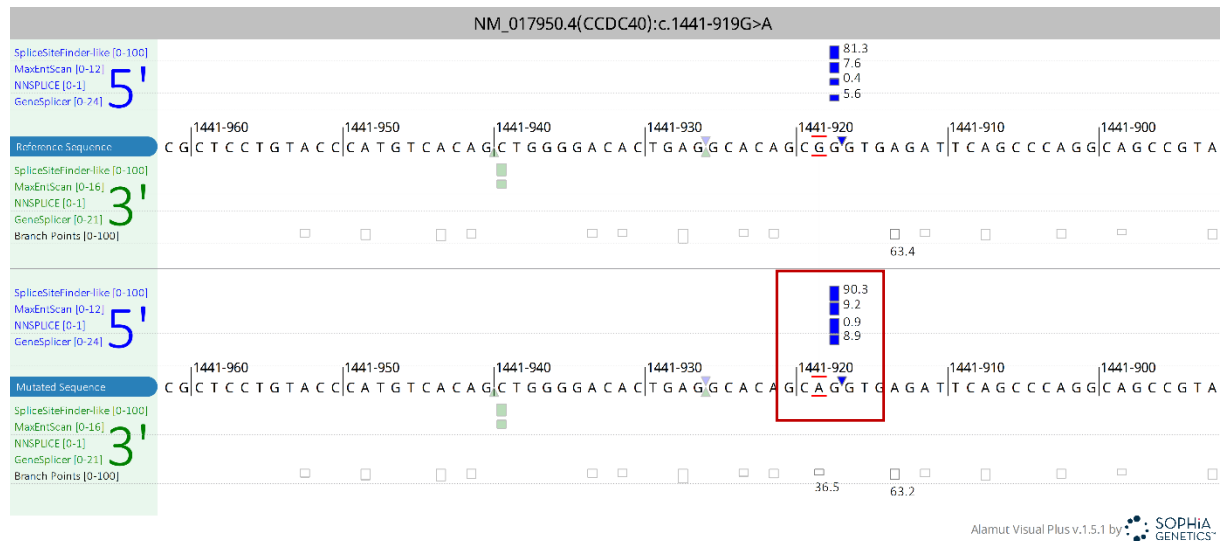 NM_017950.4(CCDC40):c.1441-919G>A
SpliceSiteFinder-like [0-100]
MaxEntScan [0-12]
NNSPLICE [0-1]
GeneSplicer [0-24]
5'
81.3
7.6
0.4
5.6
1441-960 1441-950 1441-940 1441-930 1441-920 1441-910 1441-900
Reference Sequence C G C T C C T G T A C C C A T G T C A C A G C T G G G G A C A C T G A G G C A C A G C G G G T G A G A T T C A G C C C A G G C A G C C G T A
SpliceSiteFinder-like [0-100]
MaxEntScan [0-16]
NNSPLICE [0-1]
GeneSplicer [0-21]
3'
Branch Points [0-100]
63.4
SpliceSiteFinder-like [0-100]
MaxEntScan [0-12]
NNSPLICE [0-1]
GeneSplicer [0-24]
5'
90.3
9.2
0.9
8.9
1441-960 1441-950 1441-940 1441-930 1441-920 1441-910 1441-900
Mutated Sequence C G C T C C T G T A C C C A T G T C A C A G C T G G G G A C A C T G A G G C A C A G C A G G T G A G A T T C A G C C C A G G C A G C C G T A
SpliceSiteFinder-like [0-100]
MaxEntScan [0-16]
NNSPLICE [0-1]
GeneSplicer [0-21]
3'
Branch Points [0-100]
36.5 63.2
Alamut Visual Plus v.1.5.1 by SOPHiA GENETICS™